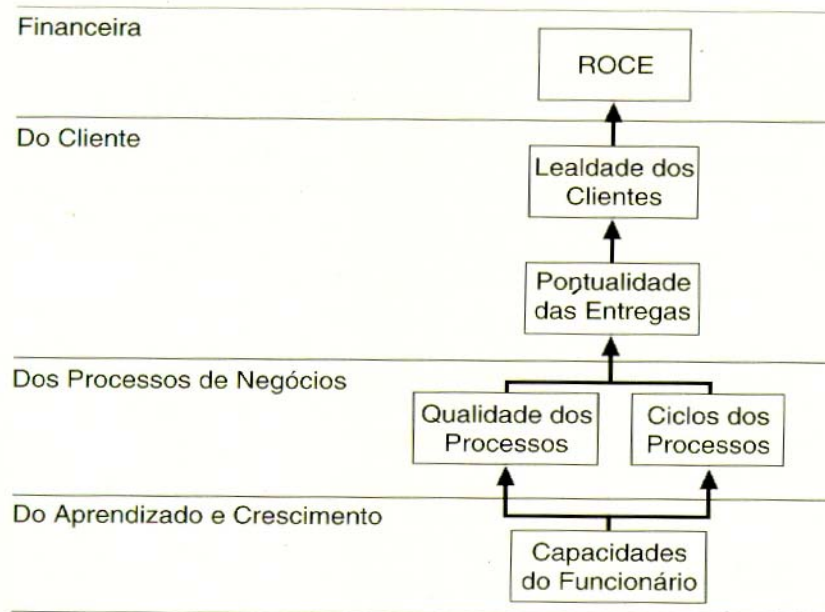 Financeira
ROCE
Do Cliente
Lealdade dos
Clientes
Pontualidade
das Entregas
Dos Processos de Negócios
Qualidade dos
Processos
Ciclos dos
Processos
Do Aprendizado e Crescimento
Capacidades
do Funcionário